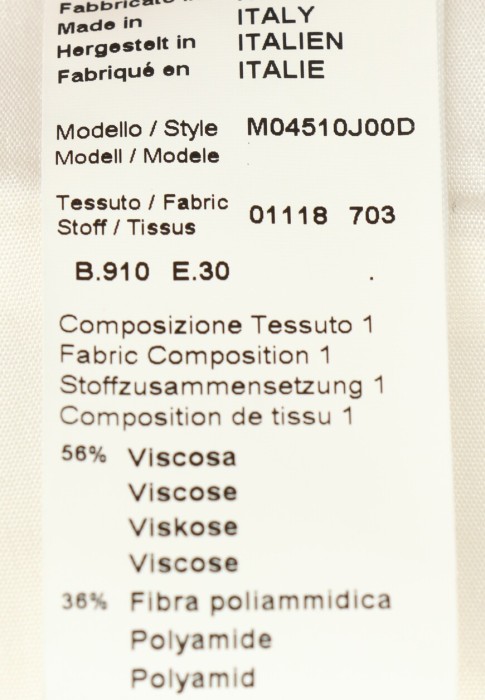 Fabbricato in
Made in ITALY
Hergestelt in ITALIEN
Fabriqué en ITALIE
Modello / Style M04510J00D
Modell / Modele
Tessuto / Fabric 01118 703
Stoff / Tissus
B.910 E.30 .
Composizione Tessuto 1
Fabric Composition 1
Stoffzusammensetzung 1
Composition de tissu 1
56% Viscosa
Viscose
Viskose
Viscose
36% Fibra poliammidica
Polyamide
Polyamid